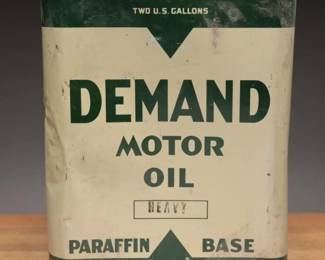 TWO U.S. GALLONS
DEMAND
MOTOR
OIL
HEAVY
PARAFFIN BASE